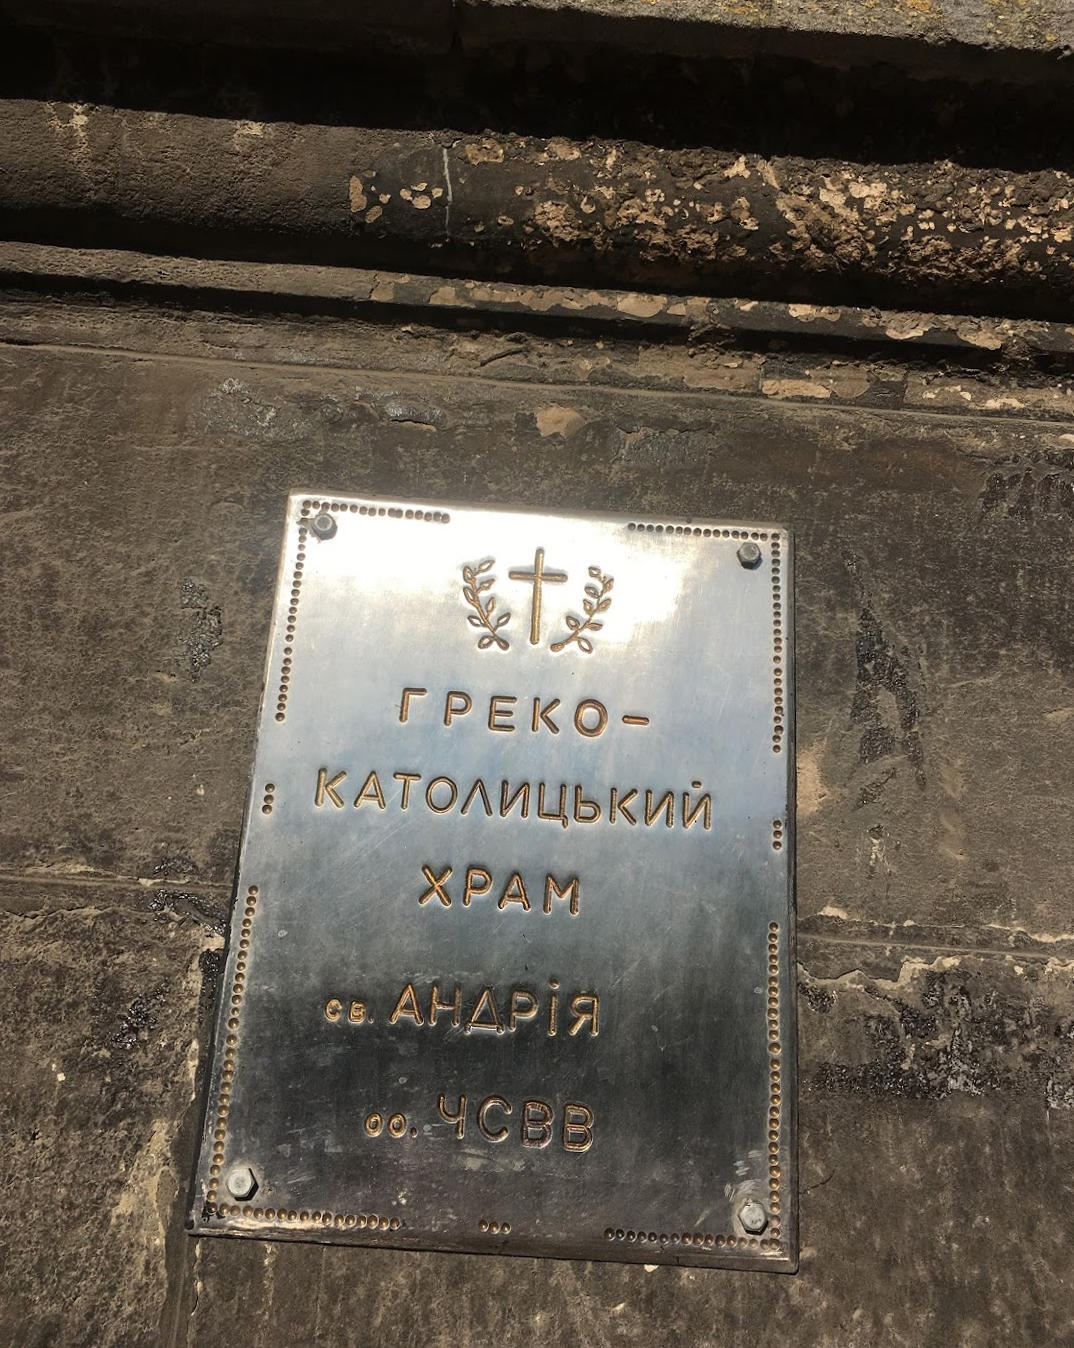 ГРЕКО-
КАТОЛИЦЬКИЙ
ХРАМ
св. АНДРІЯ
оо. ЧСВВ